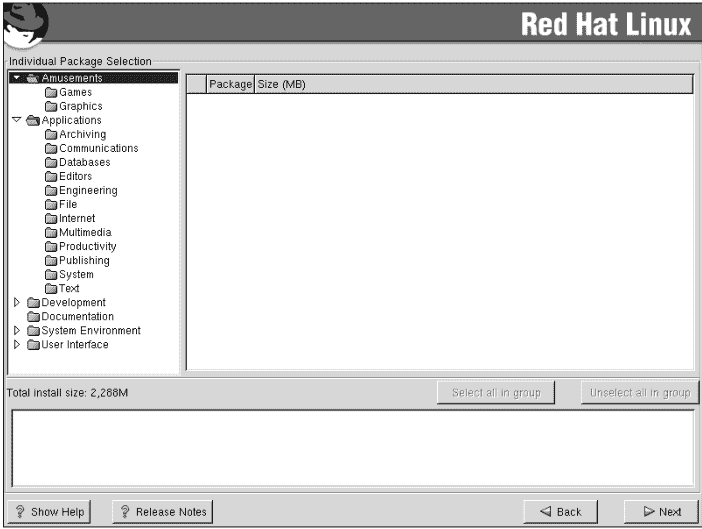 Red Hat Linux
Individual Package Selection
Amusements
Games
Graphics
Applications
Archiving
Communications
Databases
Editors
Engineering
File
Internet
Multimedia
Productivity
Publishing
System
Text
Development
Documentation
System Environment
User Interface
Package Size (MB)
Total install size: 2,288M
Select all in group
Unselect all in group
? Show Help
? Release Notes
Back
Next